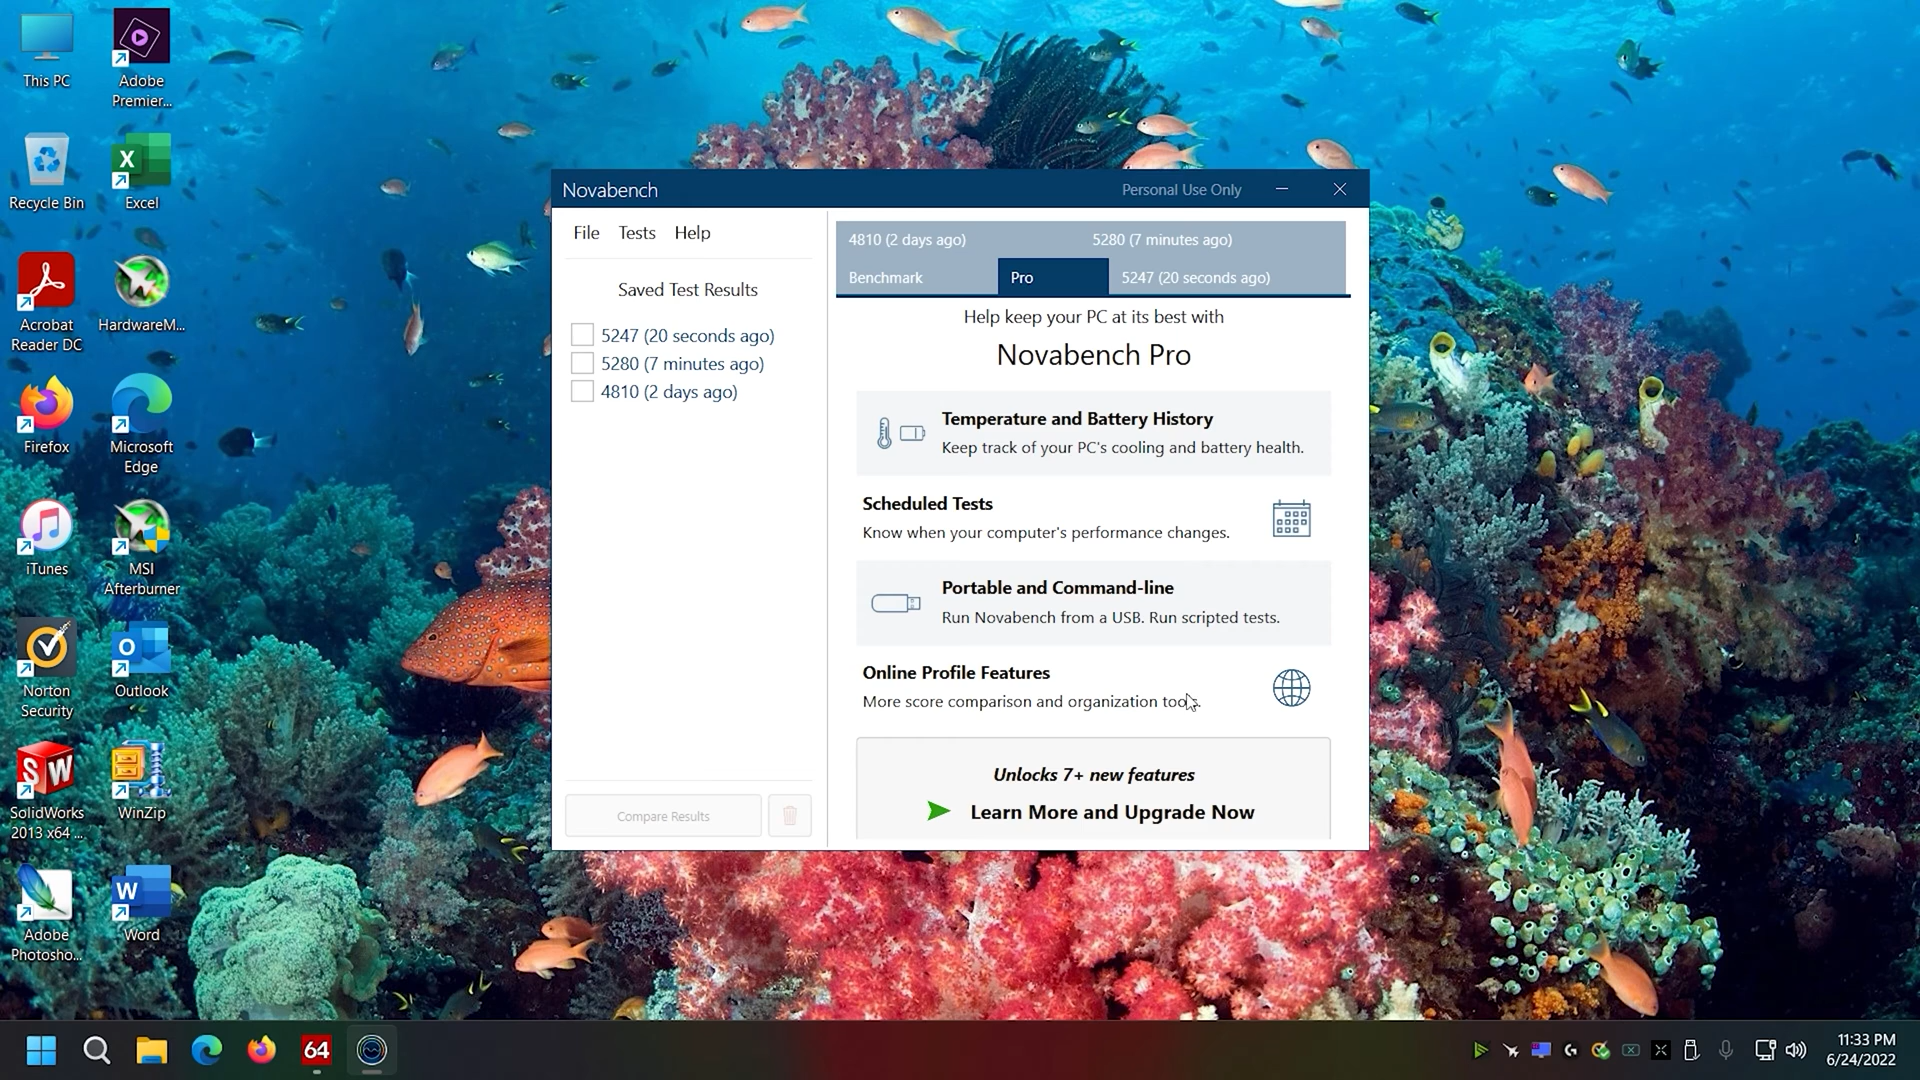 This PC
Adobe
Premier...
Recycle Bin
Excel
Acrobat
Reader DC
HardwareM...
Firefox
Microsoft
Edge
iTunes
MSI
Afterburner
Norton
Security
Outlook
SolidWorks
2013 x64 ...
WinZip
Adobe
Photosho...
Word
Novabench
Personal Use Only
File Tests Help
Saved Test Results
5247 (20 seconds ago)
5280 (7 minutes ago)
4810 (2 days ago)
Compare Results
4810 (2 days ago) 5280 (7 minutes ago)
Benchmark Pro 5247 (20 seconds ago)
Help keep your PC at its best with
Novabench Pro
Temperature and Battery History
Keep track of your PC's cooling and battery health.
Scheduled Tests
Know when your computer's performance changes.
Portable and Command-line
Run Novabench from a USB. Run scripted tests.
Online Profile Features
More score comparison and organization tools.
Unlocks 7+ new features
Learn More and Upgrade Now
64
11:33 PM
6/24/2022